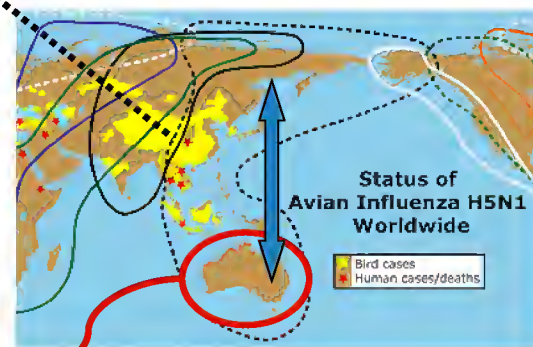 Status of
Avian Influenza H5N1
Worldwide
Bird cases
Human cases/deaths